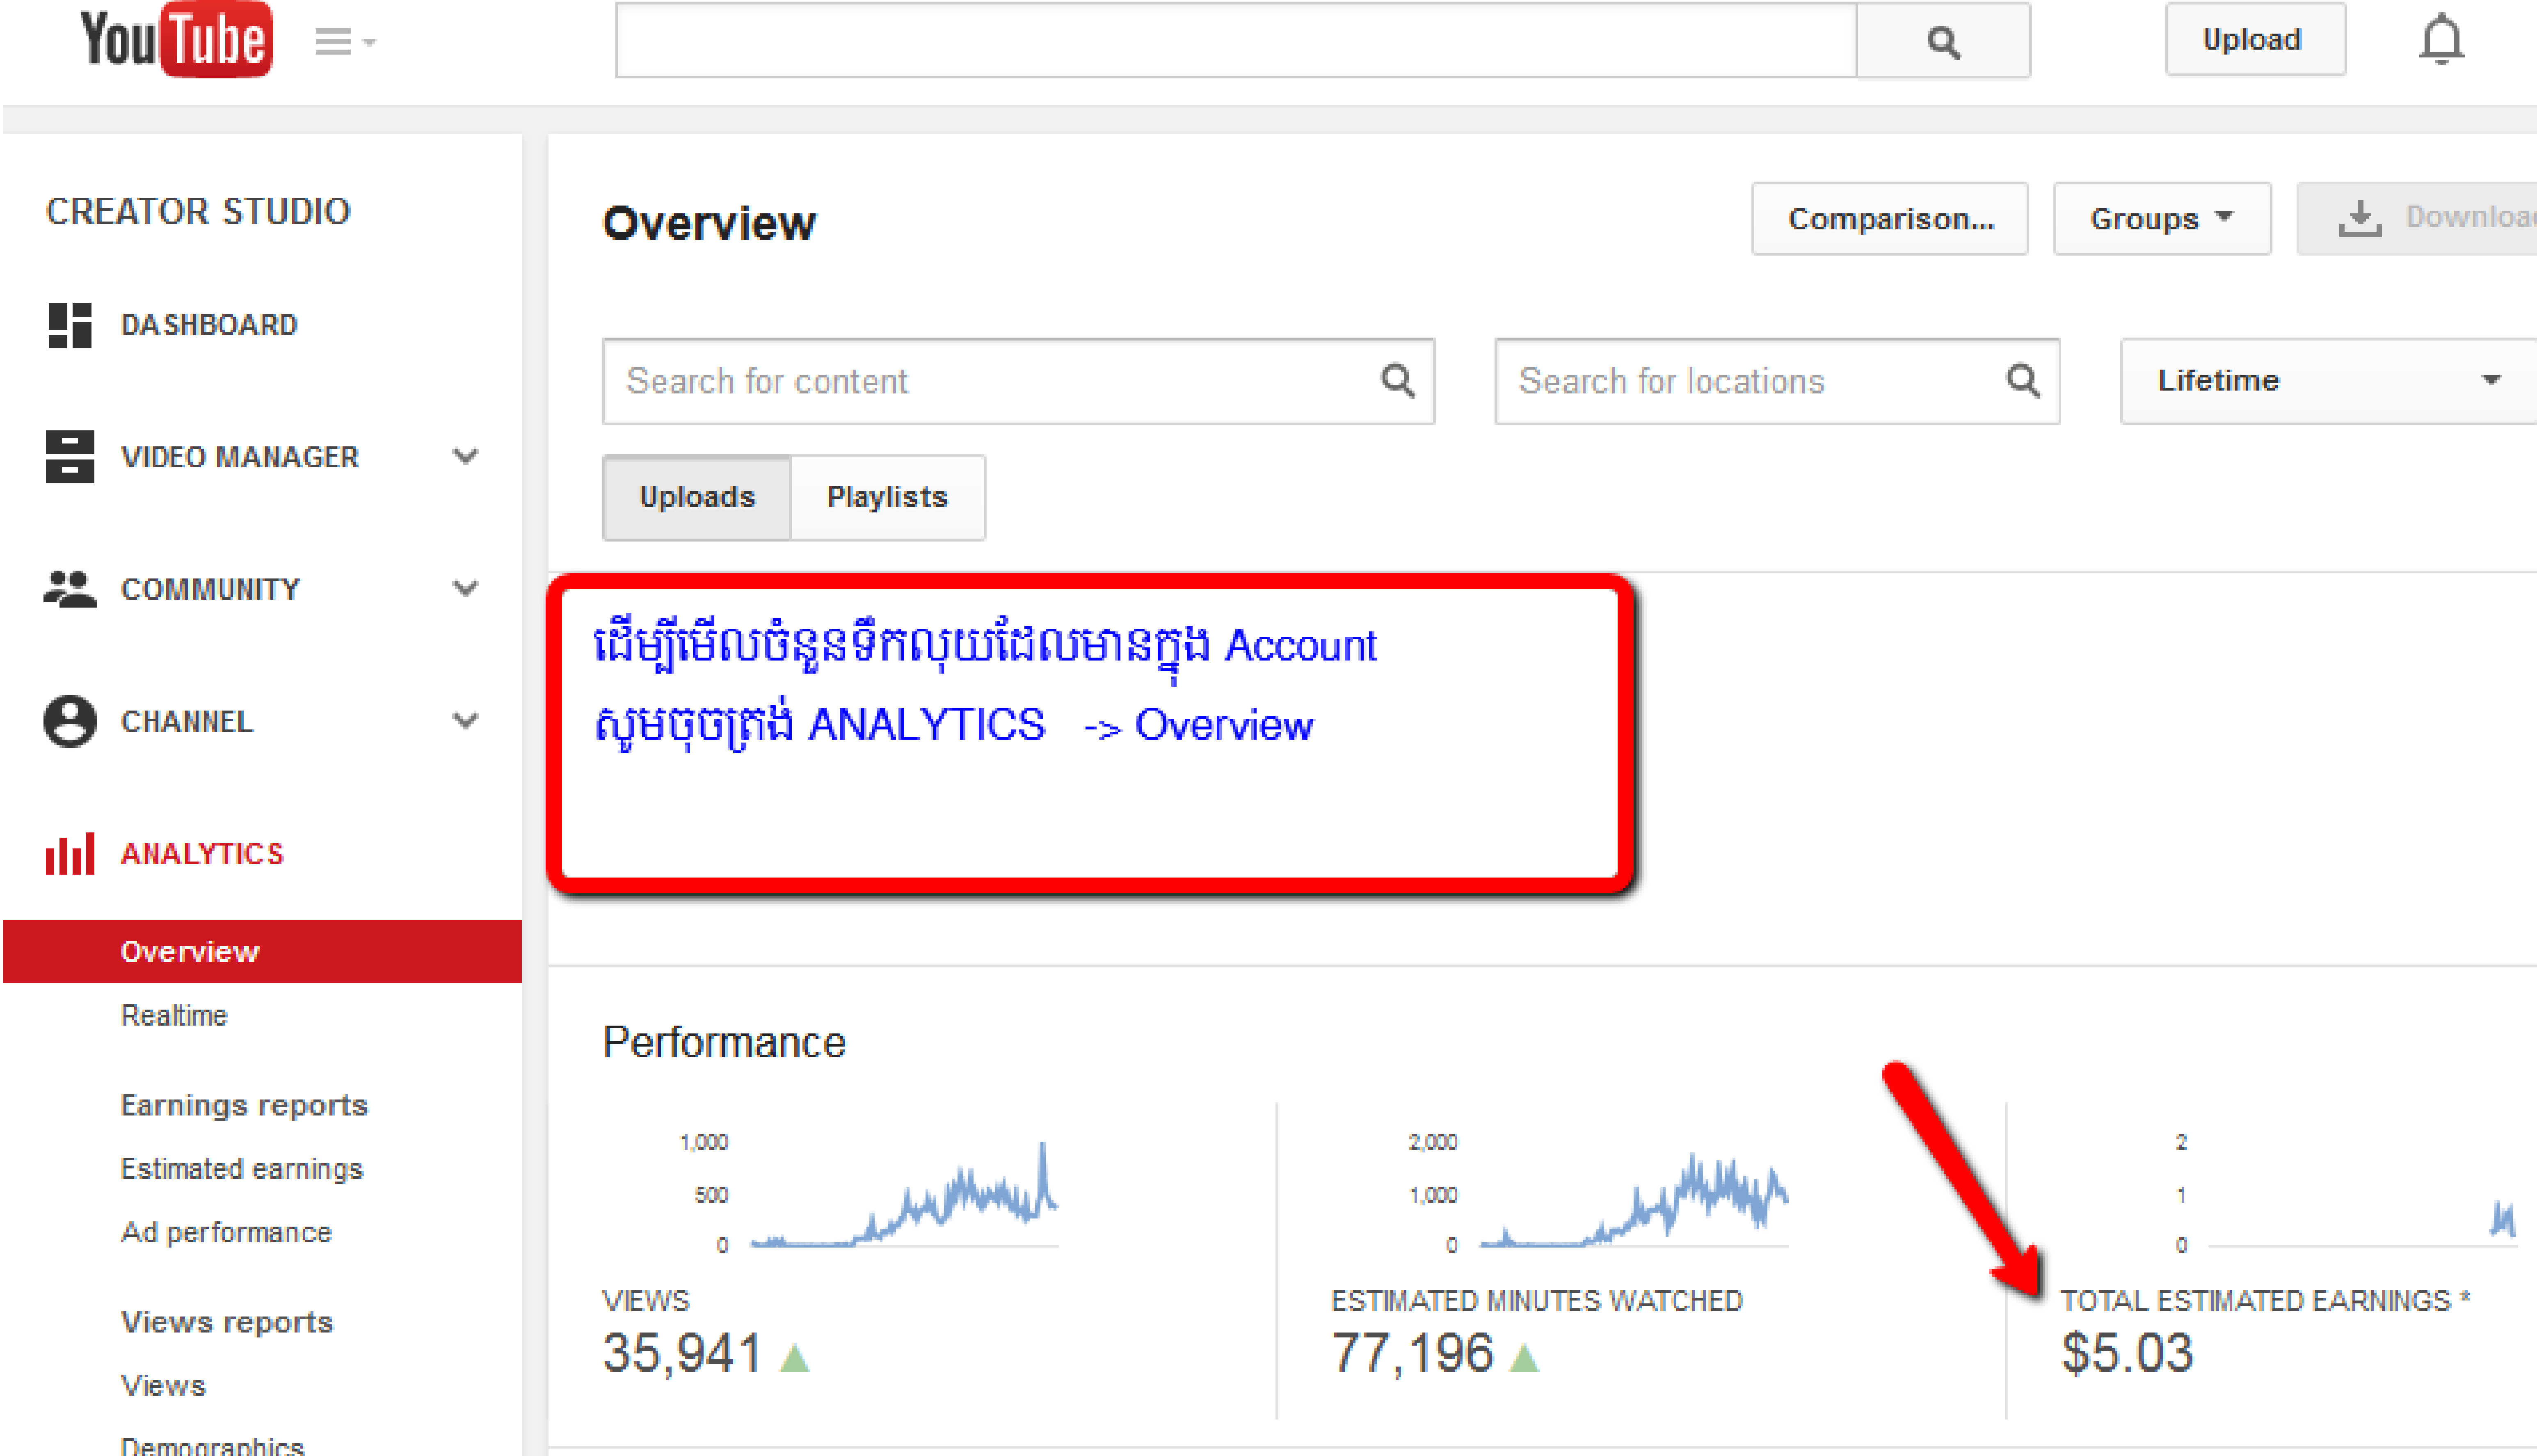 YouTube
Upload
CREATOR STUDIO
DASHBOARD
VIDEO MANAGER
COMMUNITY
CHANNEL
ANALYTICS
Overview
Realtime
Earnings reports
Estimated earnings
Ad performance
Views reports
Views
Demographics
Overview
Comparison...
Groups
Download
Search for content
Search for locations
Lifetime
Uploads
Playlists
ដើម្បីមើលចំនួនទឹកលុយដែលមានក្នុង Account
សូមចុចត្រង់ ANALYTICS -> Overview
Performance
1,000
500
0
VIEWS
35,941
2,000
1,000
0
ESTIMATED MINUTES WATCHED
77,196
2
1
0
TOTAL ESTIMATED EARNINGS *
$5.03